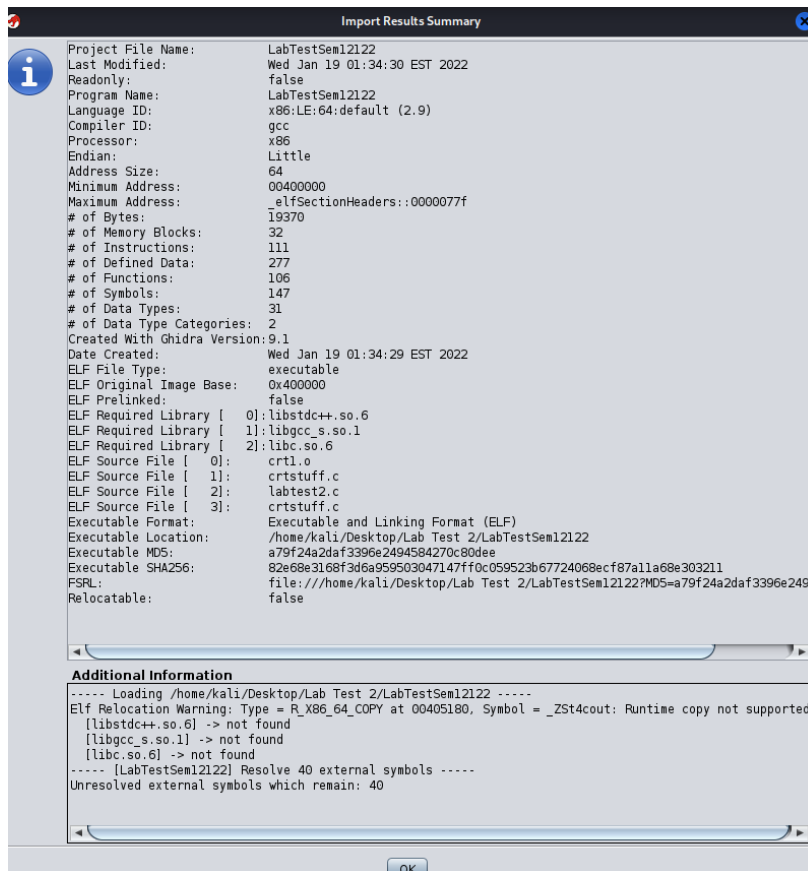 Import Results Summary
Project File Name: LabTestSem12122
Last Modified: Wed Jan 19 01:34:30 EST 2022
Readonly: false
Program Name: LabTestSem12122
Language ID: x86:LE:64:default (2.9)
Compiler ID: gcc
Processor: x86
Endian: Little
Address Size: 64
Minimum Address: 00400000
Maximum Address: _elfSectionHeaders::0000077f
# of Bytes: 19370
# of Memory Blocks: 32
# of Instructions: 111
# of Defined Data: 277
# of Functions: 106
# of Symbols: 147
# of Data Types: 31
# of Data Type Categories: 2
Created With Ghidra Version: 9.1
Date Created: Wed Jan 19 01:34:29 EST 2022
ELF File Type: executable
ELF Original Image Base: 0x400000
ELF Prelinked: false
ELF Required Library [ 0]: libstdc++.so.6
ELF Required Library [ 1]: libgcc_s.so.1
ELF Required Library [ 2]: libc.so.6
ELF Source File [ 0]: crt1.o
ELF Source File [ 1]: crtstuff.c
ELF Source File [ 2]: labtest2.c
ELF Source File [ 3]: crtstuff.c
Executable Format: Executable and Linking Format (ELF)
Executable Location: /home/kali/Desktop/Lab Test 2/LabTestSem12122
Executable MD5: a79f24a2daf3396e2494584270c80dee
Executable SHA256: 82e68e3168f3d6a959503047147ff0c059523b67724068ecf87a11a68e303211
FSRL: file:///home/kali/Desktop/Lab Test 2/LabTestSem12122?MD5=a79f24a2daf3396e249
Relocatable: false
Additional Information
----- Loading /home/kali/Desktop/Lab Test 2/LabTestSem12122 -----
Elf Relocation Warning: Type = R_X86_64_COPY at 00405180, Symbol = _ZSt4cout: Runtime copy not supported
[libstdc++.so.6] -> not found
[libgcc_s.so.1] -> not found
[libc.so.6] -> not found
----- [LabTestSem12122] Resolve 40 external symbols -----
Unresolved external symbols which remain: 40
OK